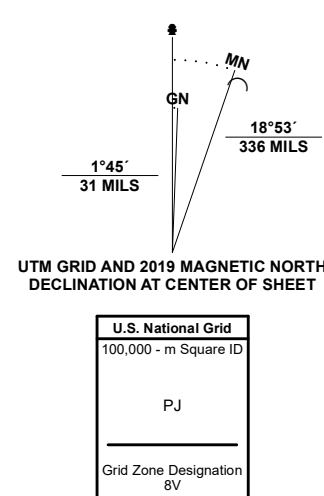 MN
GN
18°53´
336 MILS
1°45´
31 MILS
UTM GRID AND 2019 MAGNETIC NORTH
DECLINATION AT CENTER OF SHEET
U.S. National Grid
100,000 - m Square ID
PJ
Grid Zone Designation
8V